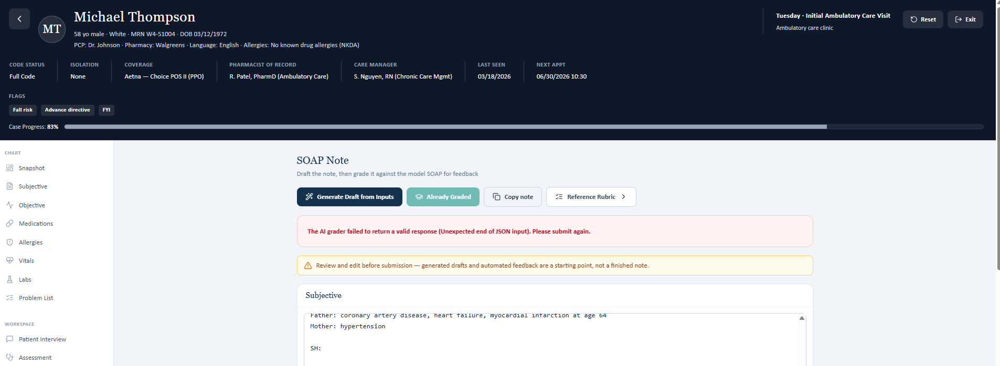 MT
Michael Thompson
58 yo male · White · MRN W4-51004 · DOB 03/12/1972
PCP: Dr. Johnson · Pharmacy: Walgreens · Language: English · Allergies: No known drug allergies (NKDA)
Tuesday · Initial Ambulatory Care Visit
Ambulatory care clinic
Reset
Exit
CODE STATUS
Full Code
ISOLATION
None
COVERAGE
Aetna — Choice POS II (PPO)
PHARMACIST OF RECORD
R. Patel, PharmD (Ambulatory Care)
CARE MANAGER
S. Nguyen, RN (Chronic Care Mgmt)
LAST SEEN
03/18/2026
NEXT APPT
06/30/2026 10:30
FLAGS
Fall risk
Advance directive
FYI
Case Progress: 83%
CHART
Snapshot
Subjective
Objective
Medications
Allergies
Vitals
Labs
Problem List
WORKSPACE
Patient Interview
Assessment
SOAP Note
Draft the note, then grade it against the model SOAP for feedback
Generate Draft from Inputs
Already Graded
Copy note
Reference Rubric
The AI grader failed to return a valid response (Unexpected end of JSON input). Please submit again.
Review and edit before submission — generated drafts and automated feedback are a starting point, not a finished note.
Subjective
Father: coronary artery disease, heart failure, myocardial infarction at age 64
Mother: hypertension
SH: